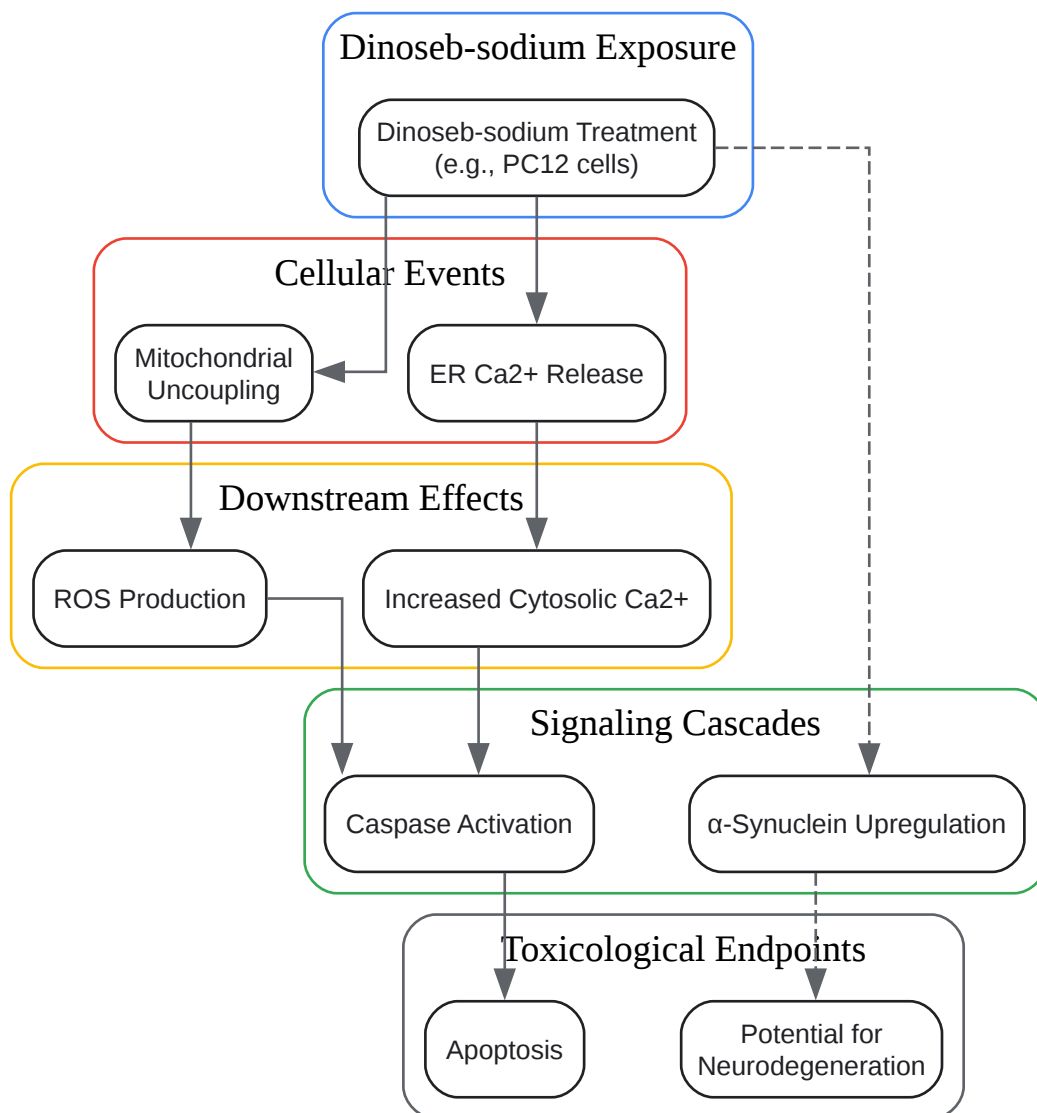 Dinoseb-sodium Exposure
Dinoseb-sodium Treatment
(e.g., PC12 cells)
Cellular Events
Mitochondrial
Uncoupling
ER Ca2+ Release
Downstream Effects
ROS Production
Increased Cytosolic Ca2+
Signaling Cascades
Caspase Activation
α-Synuclein Upregulation
Toxicological Endpoints
Apoptosis
Potential for
Neurodegeneration